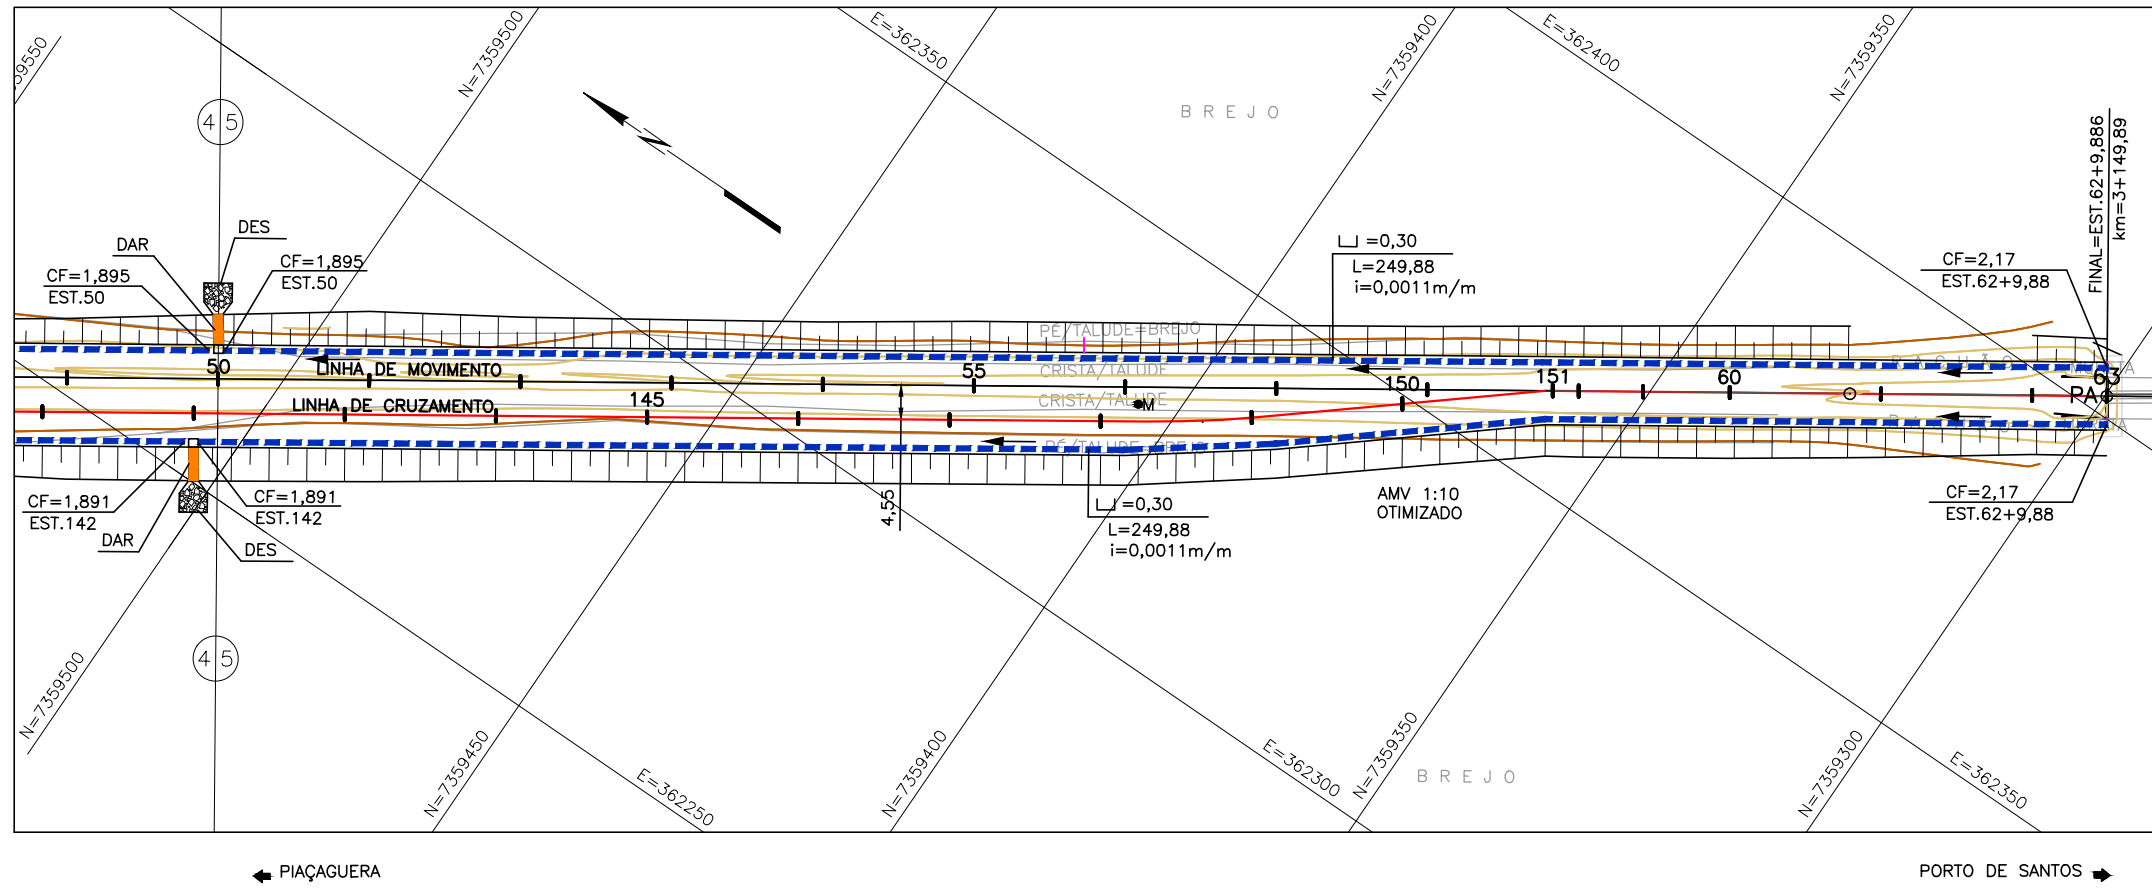 N=7359500
E=362350
N=7359400
E=362400
N=7359350
45
BREJO
FINAL=EST.62+9,886
km=3+149,89
DES
DAR
CF=1,895
EST.50
CF=1,895
EST.50
⊔ =0,30
L=249,88
i=0,0011m/m
CF=2,17
EST.62+9,88
PÉ/TALUDE=BREJO
50
LINHA DE MOVIMENTO
55
CRISTA/TALUDE
150
151
60
63
PA
LINHA DE CRUZAMENTO
145
CRISTA/TALUDE
M
PÉ/TALUDE=BREJO
4,55
CF=1,891
EST.142
CF=1,891
EST.142
DAR
DES
⊔ =0,30
L=249,88
i=0,0011m/m
AMV 1:10
OTIMIZADO
CF=2,17
EST.62+9,88
45
N=7359500
N=7359450
E=362250
N=7359400
E=362300
N=7359350
BREJO
N=7359300
E=362350
PIAÇAGUERA
PORTO DE SANTOS